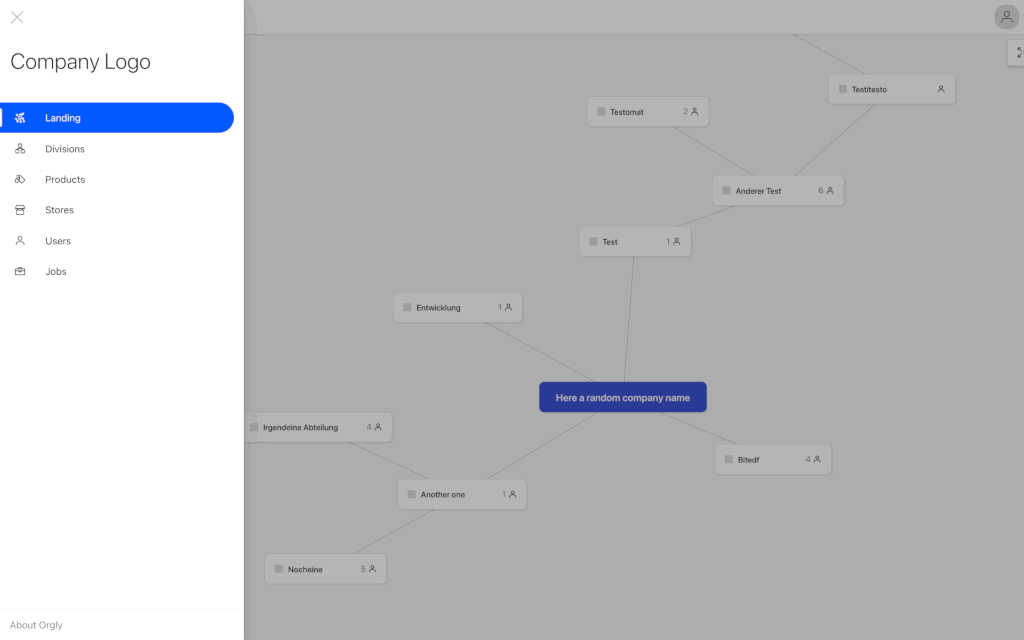 Company Logo
Landing
Divisions
Products
Stores
Users
Jobs
About Orgly
Testitesto
Testomat 2
Anderer Test 6
Test 1
Entwicklung 1
Here a random company name
Irgendeine Abteilung 4
Bitedf 4
Another one 1
Nocheine 5